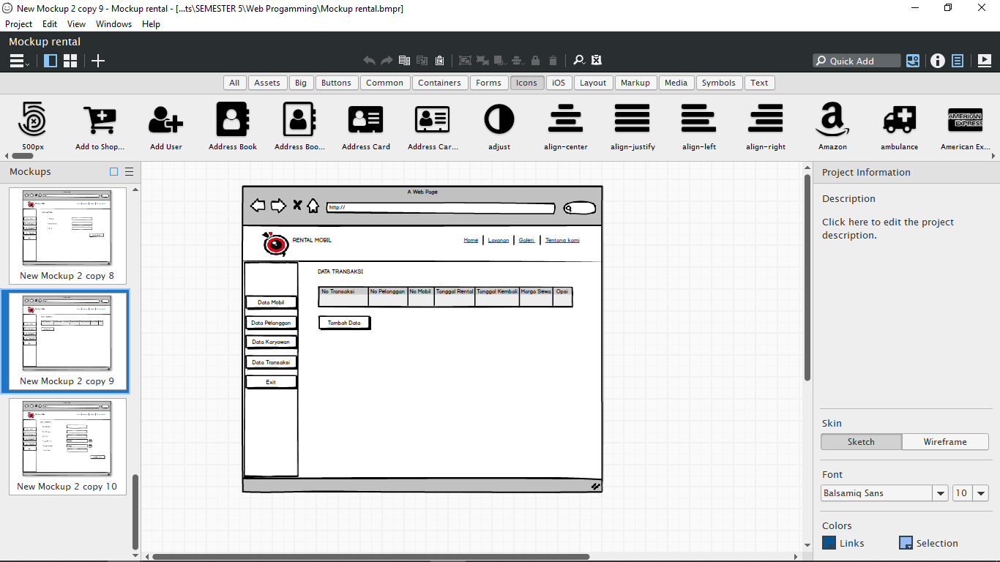 New Mockup 2 copy 9 - Mockup rental - [...ts\SEMESTER 5\Web Progamming\Mockup rental.bmpr]
Project Edit View Windows Help
Mockup rental
Quick Add
All Assets Big Buttons Common Containers Forms Icons iOS Layout Markup Media Symbols Text
500px Add to Shop... Add User Address Book Address Boo... Address Card Address Car... adjust align-center align-justify align-left align-right Amazon ambulance American Ex...
AMERICAN
EXPRESS
Mockups
New Mockup 2 copy 8
New Mockup 2 copy 9
New Mockup 2 copy 10
A Web Page
http://
RENTAL MOBIL
Home Layanan Galeri Tentang kami
DATA TRANSAKSI
No Transaksi No Pelanggan No Mobil Tanggal Rental Tanggal Kembali Harga Sewa Opsi
Tambah Data
Data Mobil
Data Pelanggan
Data Karyawan
Data Transaksi
Exit
Project Information
Description
Click here to edit the project
description.
Skin
Sketch Wireframe
Font
Balsamiq Sans 10
Colors
Links Selection